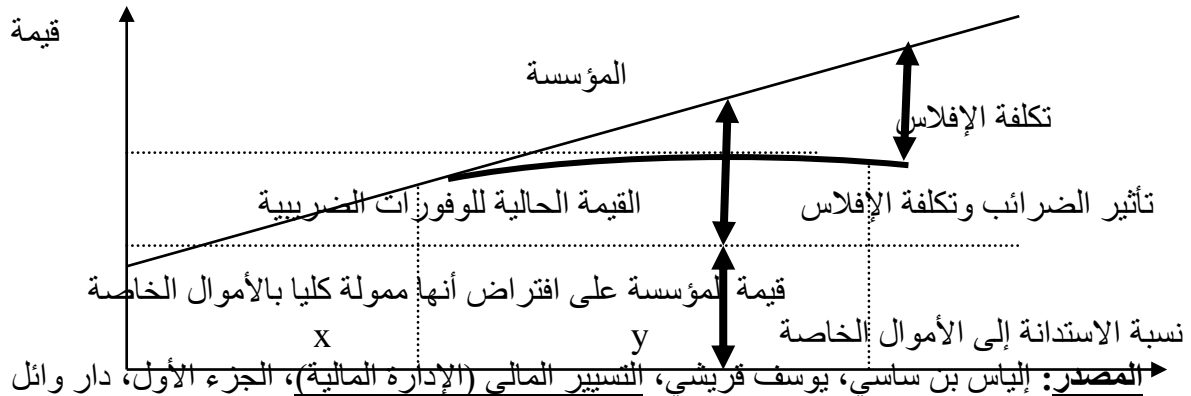 قيمة
المؤسسة
تكلفة الإفلاس
القيمة الحالية للوفورات الضريبية
تأثير الضرائب وتكلفة الإفلاس
قيمة المؤسسة على افتراض أنها ممولة كليا بالأموال الخاصة
x y نسبة الاستدانة إلى الأموال الخاصة
المصدر: إلياس بن ساسي، يوسف قريشي، التسيير المالي (الإدارة المالية)، الجزء الأول، دار وائل